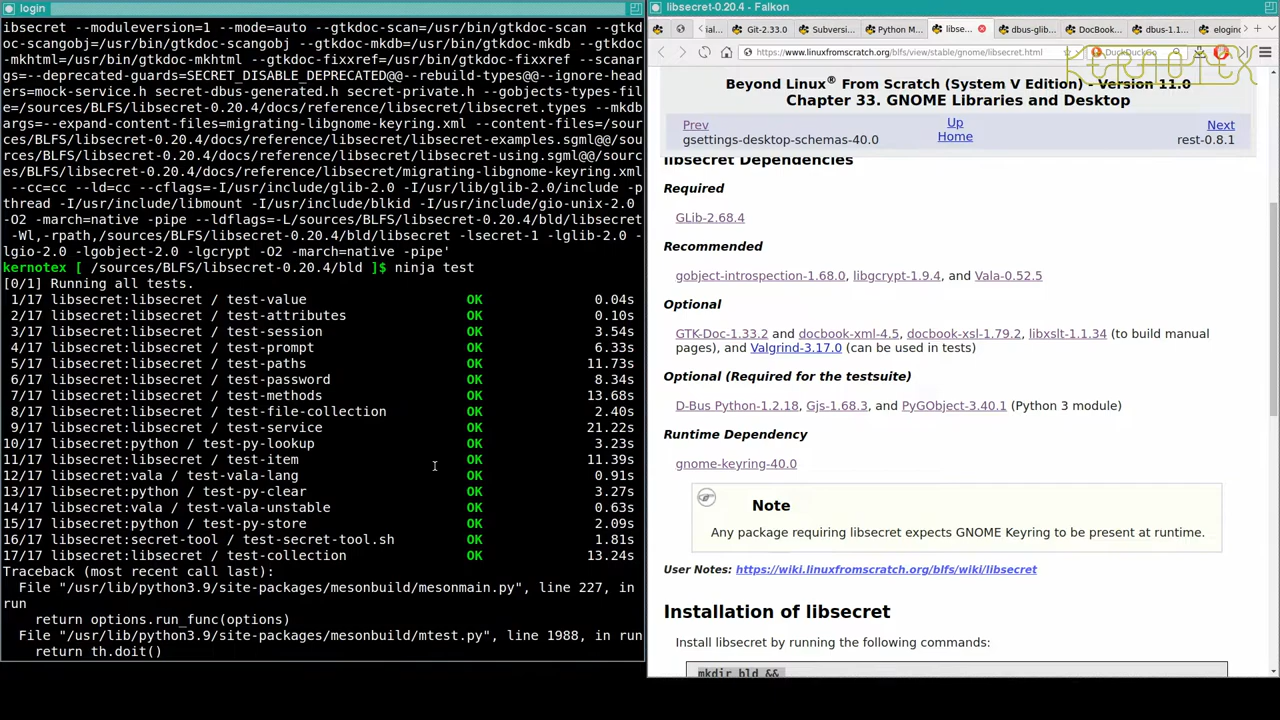 login
ibsecret --moduleversion=1 --mode=auto --gtkdoc-scan=/usr/bin/gtkdoc-scan --gtkd
oc-scangobj=/usr/bin/gtkdoc-scangobj --gtkdoc-mkdb=/usr/bin/gtkdoc-mkdb --gtkdoc
-mkhtml=/usr/bin/gtkdoc-mkhtml --gtkdoc-fixxref=/usr/bin/gtkdoc-fixxref --scanar
gs=--deprecated-guards=SECRET_DISABLE_DEPRECATED@@--rebuild-types@@--ignore-head
ers=mock-service.h secret-dbus-generated.h secret-private.h --gobjects-types-fil
e=/sources/BLFS/libsecret-0.20.4/docs/reference/libsecret/libsecret.types --mkdb
args=--expand-content-files=migrating-libgnome-keyring.xml --content-files=/sour
ces/BLFS/libsecret-0.20.4/docs/reference/libsecret/libsecret-examples.sgml@@/sou
rces/BLFS/libsecret-0.20.4/docs/reference/libsecret/libsecret-using.sgml@@/sourc
es/BLFS/libsecret-0.20.4/docs/reference/libsecret/migrating-libgnome-keyring.xml
--cc=cc --ld=cc --cflags=-I/usr/include/glib-2.0 -I/usr/lib/glib-2.0/include -p
thread -I/usr/include/libmount -I/usr/include/blkid -I/usr/include/gio-unix-2.0
-O2 -march=native -pipe --ldflags=-L/sources/BLFS/libsecret-0.20.4/bld/libsecret
-Wl,-rpath,/sources/BLFS/libsecret-0.20.4/bld/libsecret -lsecret-1 -lglib-2.0 -
lgio-2.0 -lgobject-2.0 -lgcrypt -O2 -march=native -pipe'
kernotex [ /sources/BLFS/libsecret-0.20.4/bld ]$ ninja test
[0/1] Running all tests.
1/17 libsecret:libsecret / test-value OK 0.04s
2/17 libsecret:libsecret / test-attributes OK 0.10s
3/17 libsecret:libsecret / test-session OK 3.54s
4/17 libsecret:libsecret / test-prompt OK 6.33s
5/17 libsecret:libsecret / test-paths OK 11.73s
6/17 libsecret:libsecret / test-password OK 8.34s
7/17 libsecret:libsecret / test-methods OK 13.68s
8/17 libsecret:libsecret / test-file-collection OK 2.40s
9/17 libsecret:libsecret / test-service OK 21.22s
10/17 libsecret:python / test-py-lookup OK 3.23s
11/17 libsecret:libsecret / test-item OK 11.39s
12/17 libsecret:vala / test-vala-lang OK 0.91s
13/17 libsecret:python / test-py-clear OK 3.27s
14/17 libsecret:vala / test-vala-unstable OK 0.63s
15/17 libsecret:python / test-py-store OK 2.09s
16/17 libsecret:secret-tool / test-secret-tool.sh OK 1.81s
17/17 libsecret:libsecret / test-collection OK 13.24s
Traceback (most recent call last):
File "/usr/lib/python3.9/site-packages/mesonbuild/mesonmain.py", line 227, in
run
return options.run_func(options)
File "/usr/lib/python3.9/site-packages/mesonbuild/mtest.py", line 1988, in run
return th.doit()
libsecret-0.20.4 - Falkon
ial... Git-2.33.0 Subversi... Python M... libse... dbus-glib... DocBook... dbus-1.1... elogind
https://www.linuxfromscratch.org/blfs/view/stable/gnome/libsecret.html DuckDuckGo
KERNOTEX
Beyond Linux® From Scratch (System V Edition) - Version 11.0
Chapter 33. GNOME Libraries and Desktop
Prev Up Next
gsettings-desktop-schemas-40.0 Home rest-0.8.1
libsecret Dependencies
Required
GLib-2.68.4
Recommended
gobject-introspection-1.68.0, libgcrypt-1.9.4, and Vala-0.52.5
Optional
GTK-Doc-1.33.2 and docbook-xml-4.5, docbook-xsl-1.79.2, libxslt-1.1.34 (to build manual
pages), and Valgrind-3.17.0 (can be used in tests)
Optional (Required for the testsuite)
D-Bus Python-1.2.18, Gjs-1.68.3, and PyGObject-3.40.1 (Python 3 module)
Runtime Dependency
gnome-keyring-40.0
Note
Any package requiring libsecret expects GNOME Keyring to be present at runtime.
User Notes: https://wiki.linuxfromscratch.org/blfs/wiki/libsecret
Installation of libsecret
Install libsecret by running the following commands:
mkdir bld &&